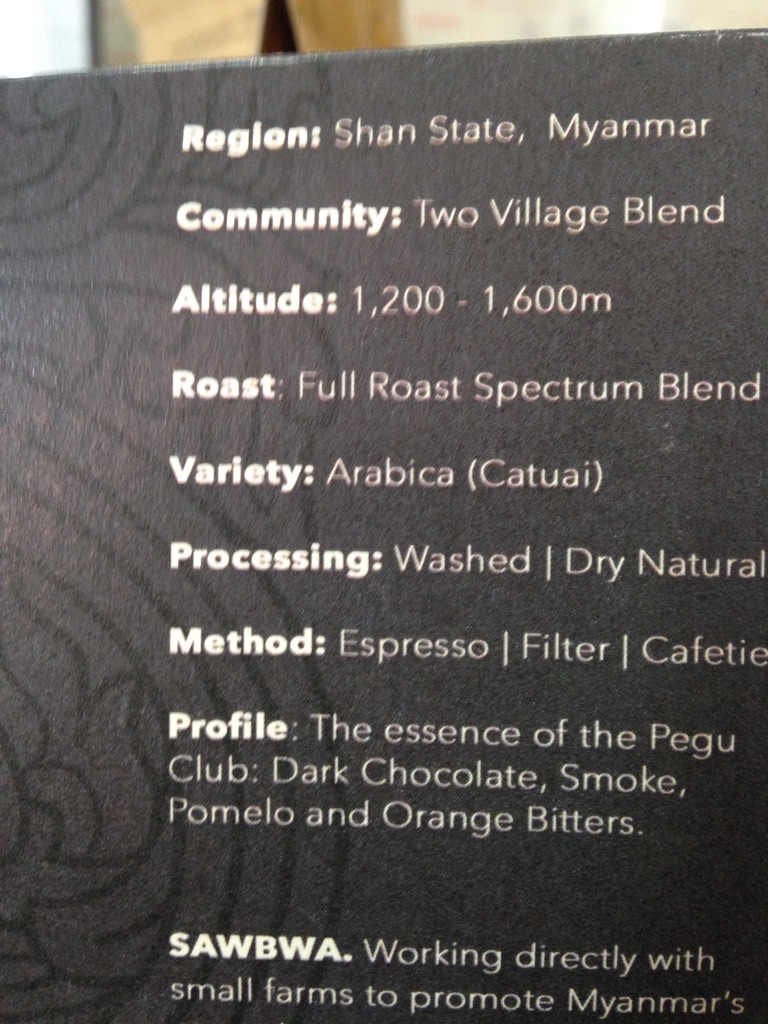 Region: Shan State, Myanmar
Community: Two Village Blend
Altitude: 1,200 - 1,600m
Roast: Full Roast Spectrum Blend
Variety: Arabica (Catuai)
Processing: Washed | Dry Natural
Method: Espresso | Filter | Cafetie
Profile: The essence of the Pegu
Club: Dark Chocolate, Smoke,
Pomelo and Orange Bitters.
SAWBWA. Working directly with
small farms to promote Myanmar's